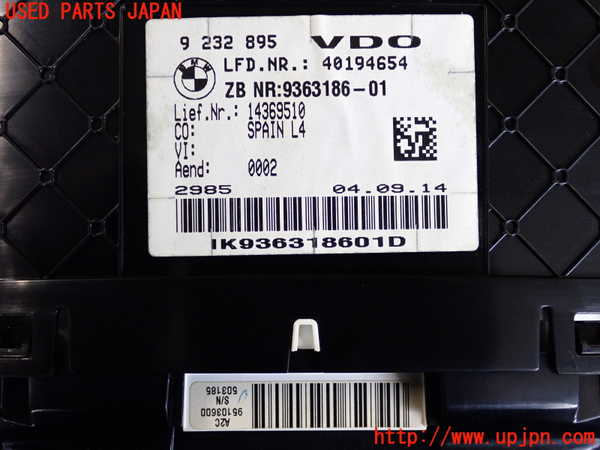 USED PARTS JAPAN
9 232 895 VDO
BMW
LFD.NR.: 40194654
ZB NR:9363186-01
Lief.Nr.: 14369510
CO: SPAIN L4
VI:
Aend: 0002
2985 04.09.14
IK936318601D
A2C
95103600
S/N
503185
http://www.upjpn.com/